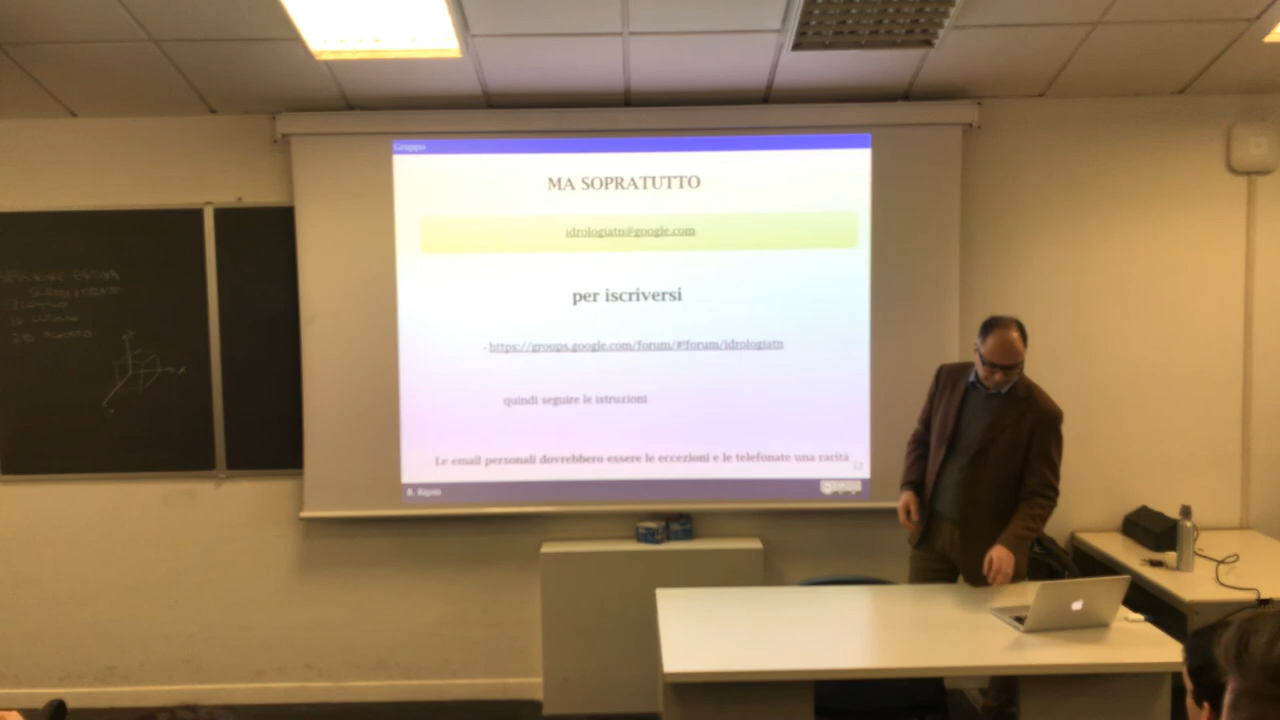 Gruppo
MA SOPRATUTTO
idrologiatn@google.com
per iscriversi
- https://groups.google.com/forum/#!forum/idrologiatn
quindi seguire le istruzioni
Le email personali dovrebbero essere le eccezioni e le telefonate una rarità
52
R. Rigon